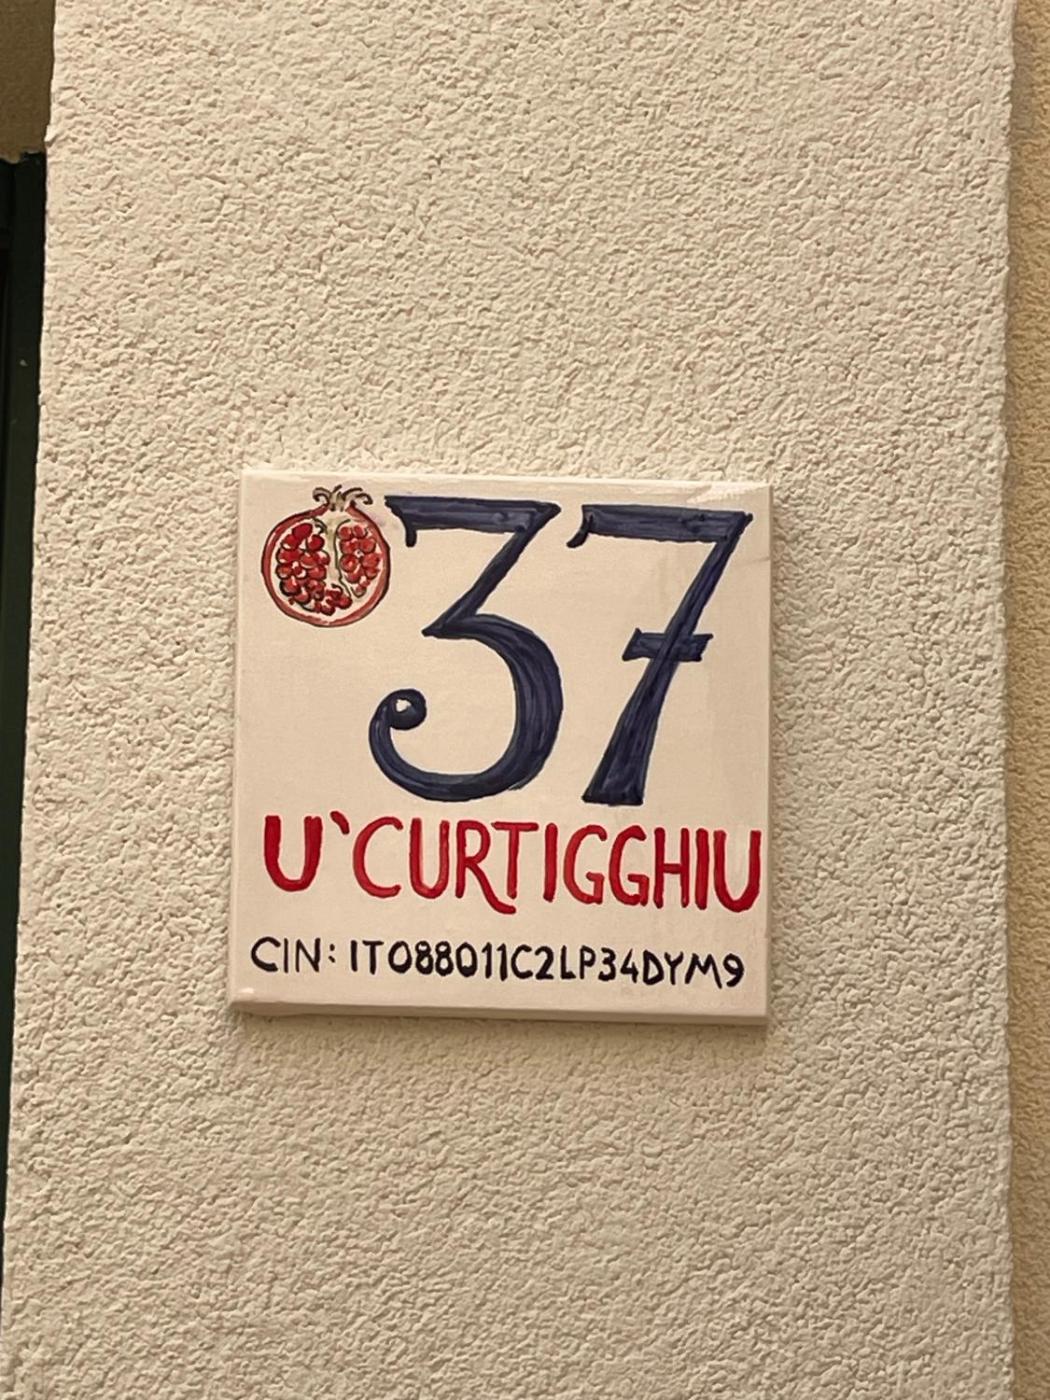 37
U`CURTIGGHIU
CIN: IT088011C2LP34DYM9